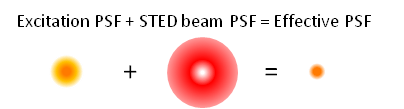 Excitation PSF + STED beam PSF = Effective PSF
+ =